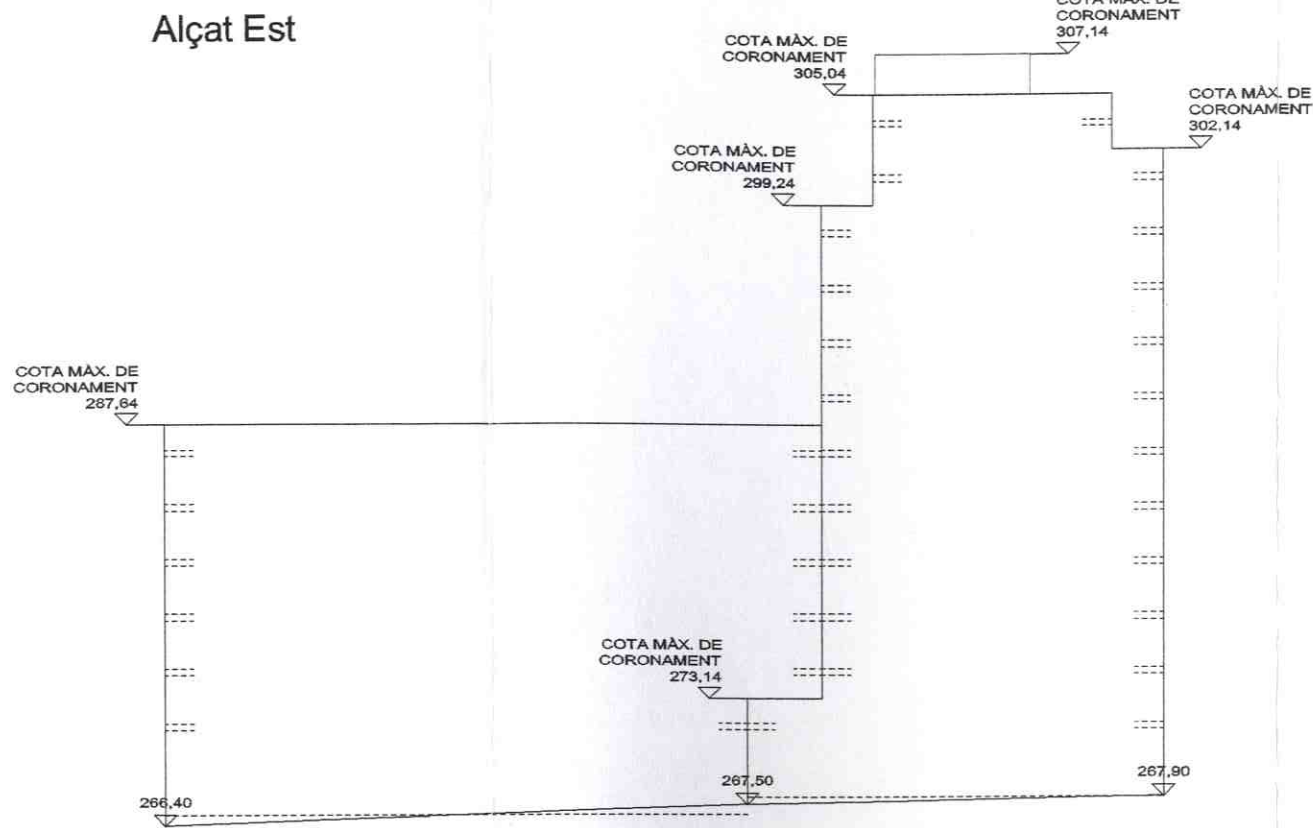 Alçat Est
COTA MÀX. DE
CORONAMENT
307,14
COTA MÀX. DE
CORONAMENT
305,04
COTA MÀX. DE
CORONAMENT
302,14
COTA MÀX. DE
CORONAMENT
299,24
COTA MÀX. DE
CORONAMENT
287,64
COTA MÀX. DE
CORONAMENT
273,14
266,40
267,50
267,90